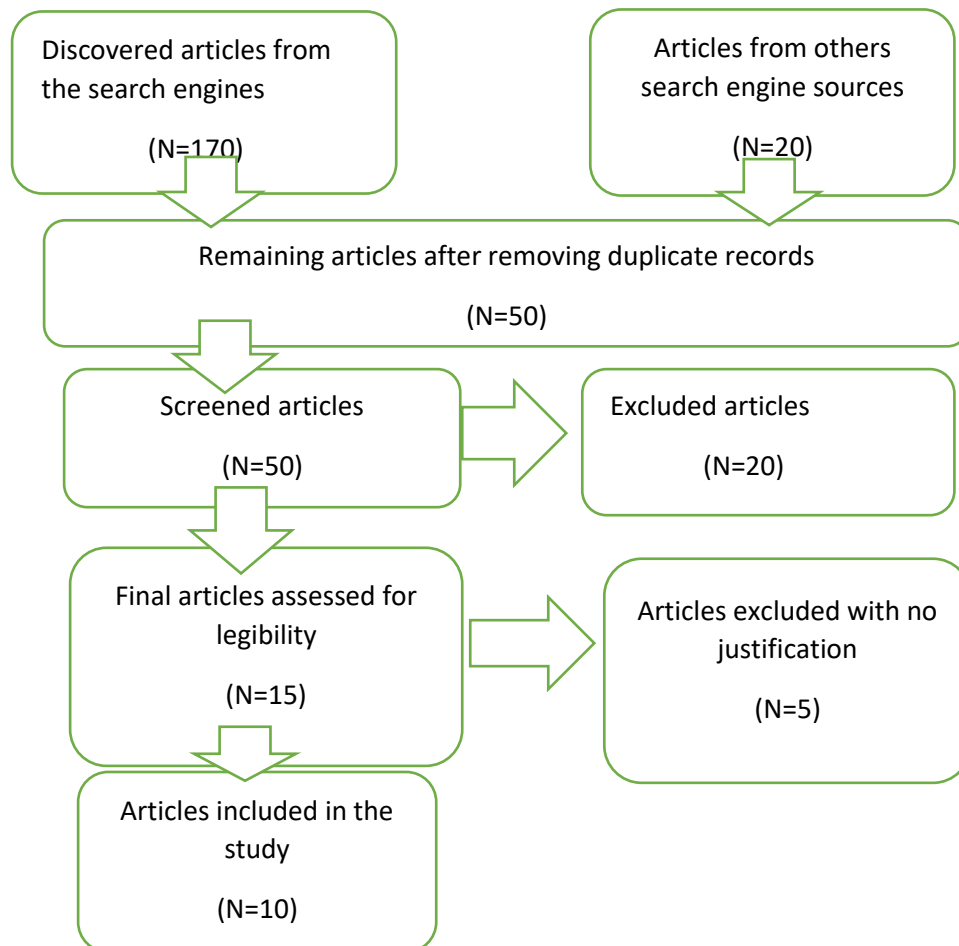 Discovered articles from
the search engines
(N=170)
Articles from others
search engine sources
(N=20)
Remaining articles after removing duplicate records
(N=50)
Screened articles
(N=50)
Excluded articles
(N=20)
Final articles assessed for
legibility
(N=15)
Articles excluded with no
justification
(N=5)
Articles included in the
study
(N=10)